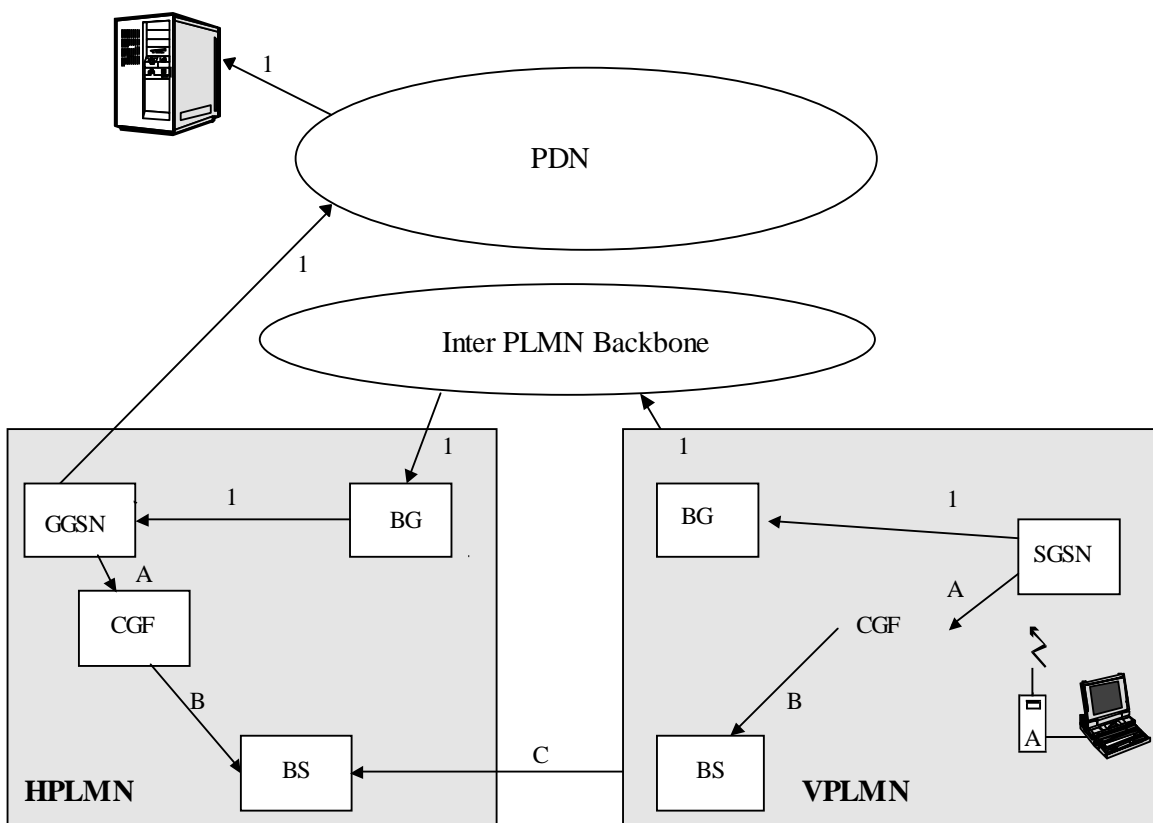 1
PDN
1
Inter PLMN Backbone
1
1
GGSN
1
BG
BG
1
SGSN
A
A
CGF
CGF
B
B
A
BS
C
BS
HPLMN
VPLMN